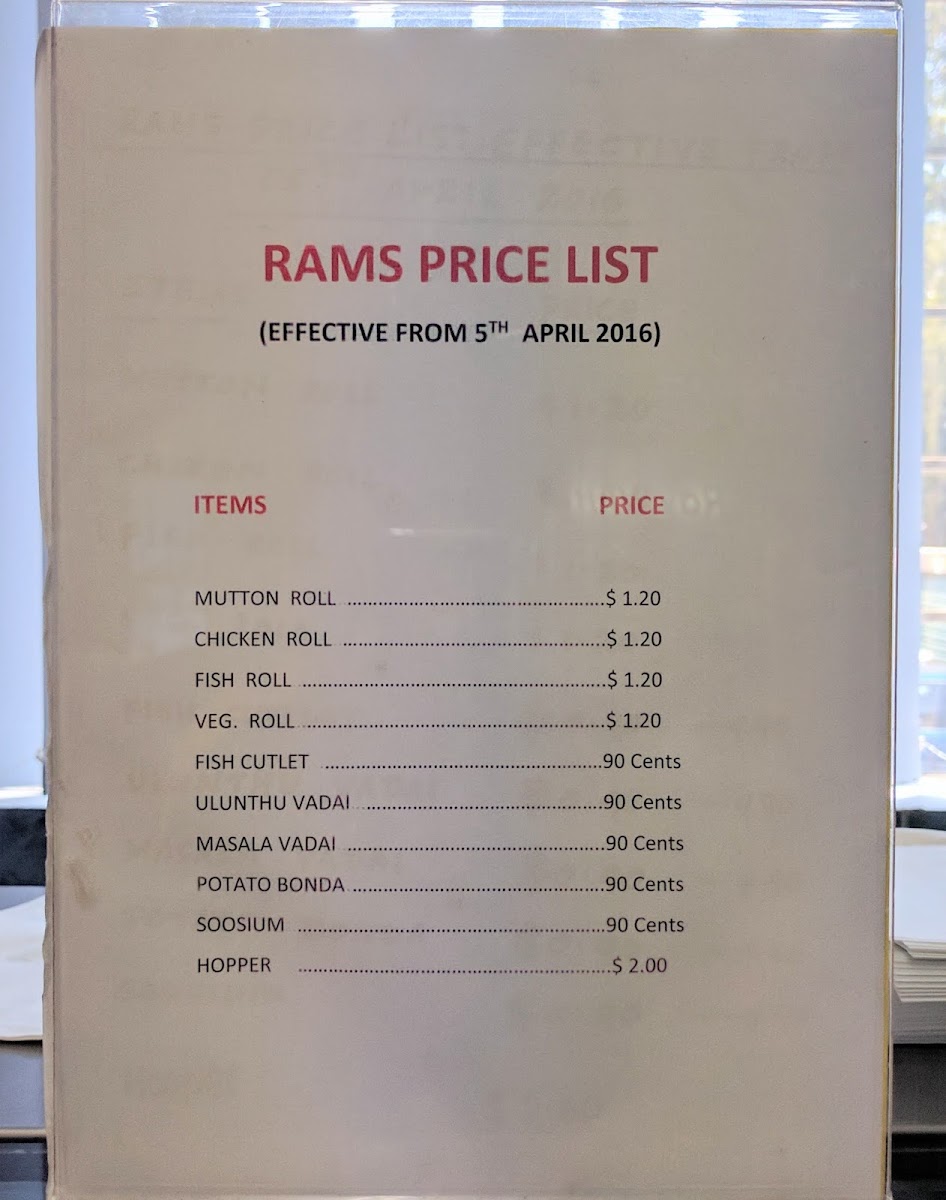 RAMS PRICE LIST
(EFFECTIVE FROM 5TH APRIL 2016)
ITEMS PRICE
MUTTON ROLL ........................................................$ 1.20
CHICKEN ROLL ........................................................$ 1.20
FISH ROLL ........................................................$ 1.20
VEG. ROLL ........................................................$ 1.20
FISH CUTLET ........................................................90 Cents
ULUNTHU VADAI ........................................................90 Cents
MASALA VADAI ........................................................90 Cents
POTATO BONDA ........................................................90 Cents
SOOSIUM ........................................................90 Cents
HOPPER ........................................................$ 2.00